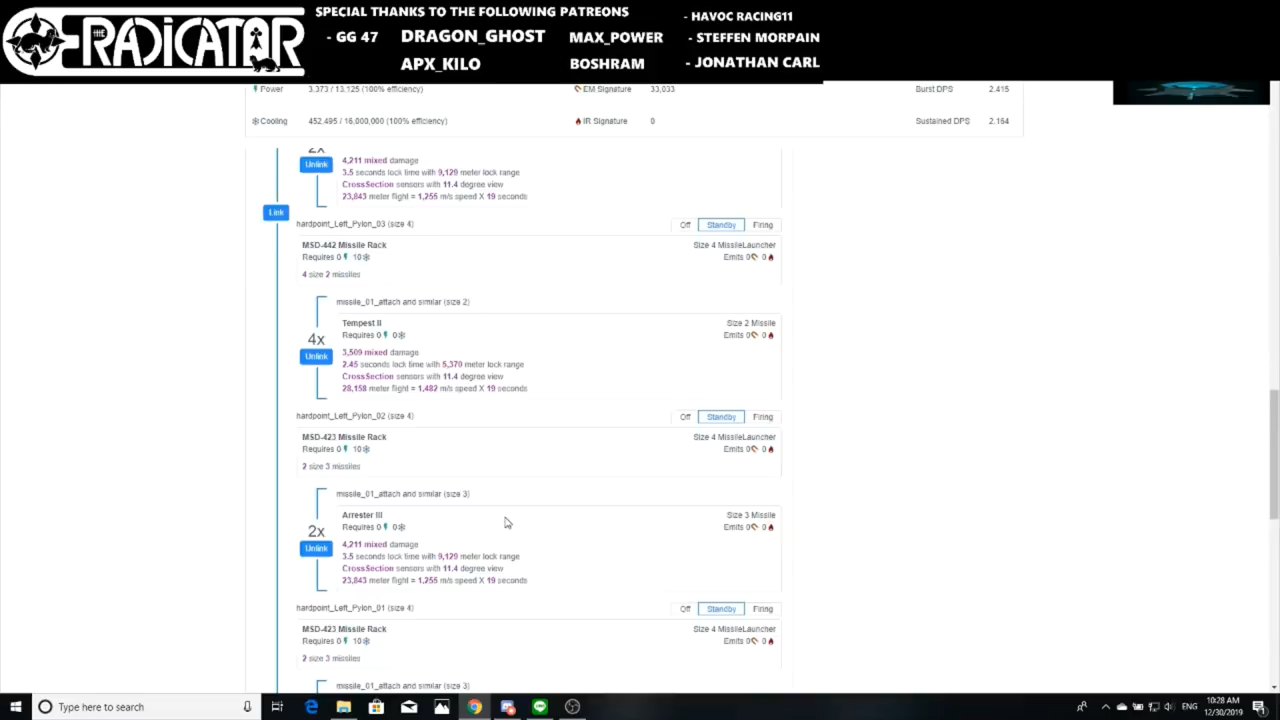 THE
RADICATOR
SPECIAL THANKS TO THE FOLLOWING PATREONS
- GG 47
DRAGON_GHOST
APX_KILO
MAX_POWER
BOSHRAM
- HAVOC RACING11
- STEFFEN MORPAIN
- JONATHAN CARL
Power 3,373 / 13,125 (100% efficiency) EM Signature 33,033 Burst DPS 2,415
Cooling 452,495 / 16,000,000 (100% efficiency) IR Signature 0 Sustained DPS 2,164
2x
Unlink
4,211 mixed damage
3.5 seconds lock time with 9,129 meter lock range
CrossSection sensors with 11.4 degree view
23,843 meter flight = 1,255 m/s speed X 19 seconds
Link
hardpoint_Left_Pylon_03 (size 4) Off Standby Firing
MSD-442 Missile Rack Size 4 MissileLauncher
Requires 0 10 Emits 0 0
4 size 2 missiles
missile_01_attach and similar (size 2)
Tempest II Size 2 Missile
Requires 0 0 Emits 0 0
4x
Unlink
3,509 mixed damage
2.45 seconds lock time with 5,370 meter lock range
CrossSection sensors with 11.4 degree view
28,158 meter flight = 1,482 m/s speed X 19 seconds
hardpoint_Left_Pylon_02 (size 4) Off Standby Firing
MSD-423 Missile Rack Size 4 MissileLauncher
Requires 0 10 Emits 0 0
2 size 3 missiles
missile_01_attach and similar (size 3)
Arrester III Size 3 Missile
Requires 0 0 Emits 0 0
2x
Unlink
4,211 mixed damage
3.5 seconds lock time with 9,129 meter lock range
CrossSection sensors with 11.4 degree view
23,843 meter flight = 1,255 m/s speed X 19 seconds
hardpoint_Left_Pylon_01 (size 4) Off Standby Firing
MSD-423 Missile Rack Size 4 MissileLauncher
Requires 0 10 Emits 0 0
2 size 3 missiles
missile_01_attach and similar (size 3)
Type here to search
ENG
10:28 AM
12/30/2019
1